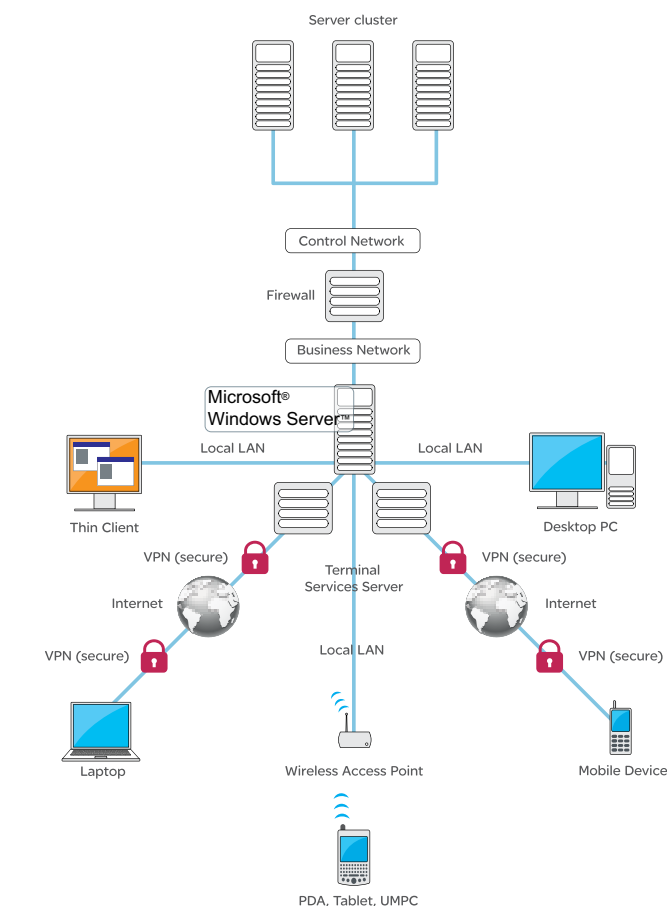 Server cluster
Control Network
Firewall
Business Network
Microsoft®
Windows Server™
Local LAN
Local LAN
Thin Client
Desktop PC
VPN (secure)
VPN (secure)
Terminal
Services Server
Internet
Internet
Local LAN
VPN (secure)
VPN (secure)
Laptop
Wireless Access Point
Mobile Device
PDA, Tablet, UMPC